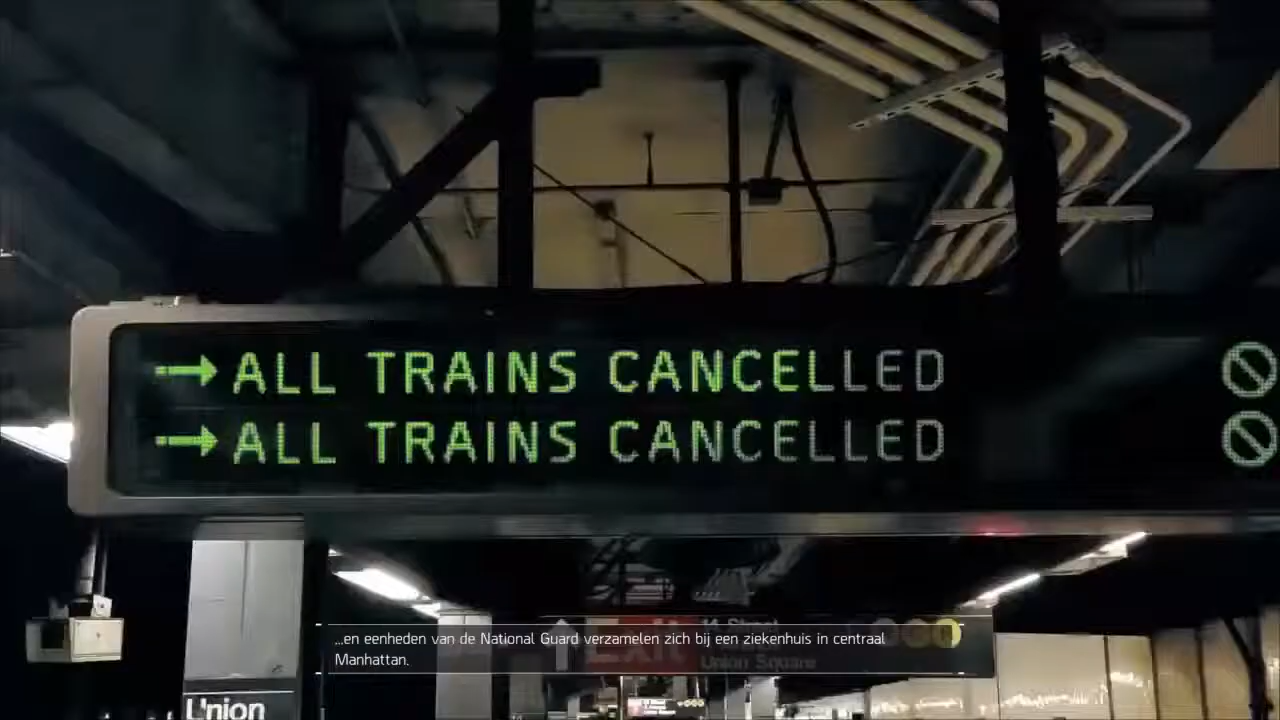 → ALL TRAINS CANCELLED
→ ALL TRAINS CANCELLED
...en eenheden van de National Guard verzamelen zich bij een ziekenhuis in centraal
Manhattan.
↑ Exit
14 Street
Union Square
Union